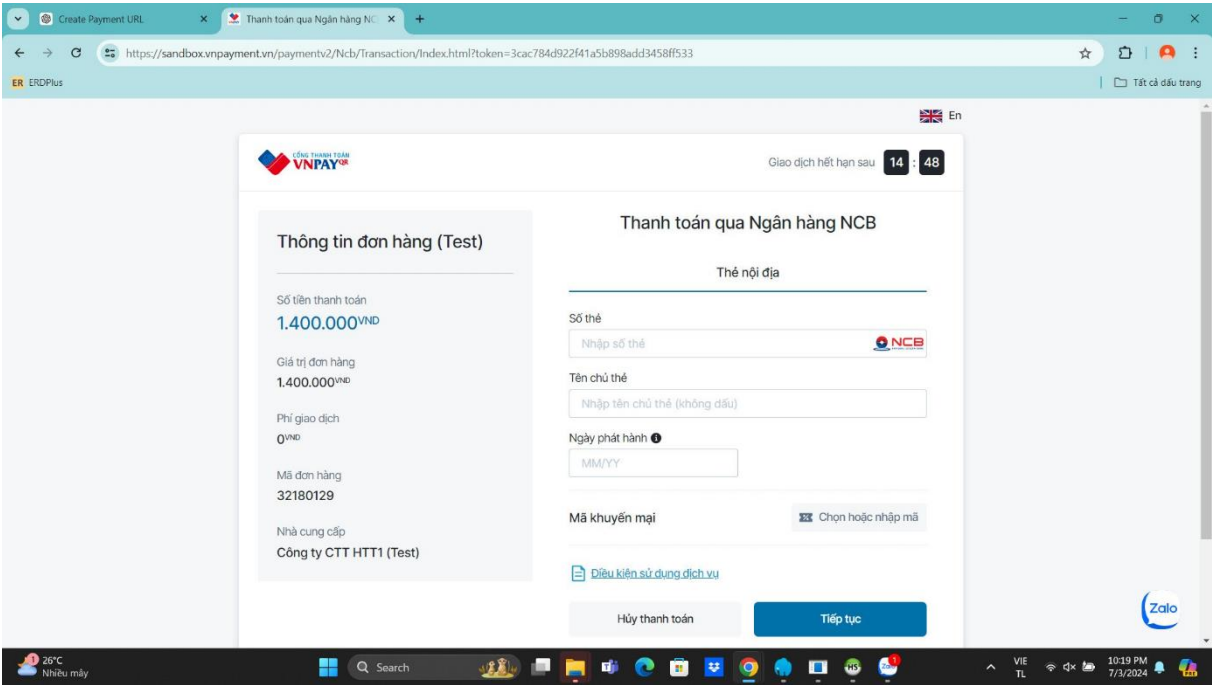 Create Payment URL
Thanh toán qua Ngân hàng NC
https://sandbox.vnpayment.vn/paymentv2/Ncb/Transaction/Index.html?token=3cac784d922f41a5b898add3458ff533
ER ERDPlus
Tất cả dấu trang
En
CỔNG THANH TOÁN
VNPAYQR
Giao dịch hết hạn sau 14 : 48
Thông tin đơn hàng (Test)
Số tiền thanh toán
1.400.000VND
Giá trị đơn hàng
1.400.000VND
Phí giao dịch
0VND
Mã đơn hàng
32180129
Nhà cung cấp
Công ty CTT HTT1 (Test)
Thanh toán qua Ngân hàng NCB
Thẻ nội địa
Số thẻ
Nhập số thẻ
NCB
Tên chủ thẻ
Nhập tên chủ thẻ (không dấu)
Ngày phát hành
MM/YY
Mã khuyến mại
Chọn hoặc nhập mã
Điều kiện sử dụng dịch vụ
Hủy thanh toán
Tiếp tục
Zalo
26°C
Nhiều mây
Search
VIE
TL
10:19 PM
7/3/2024